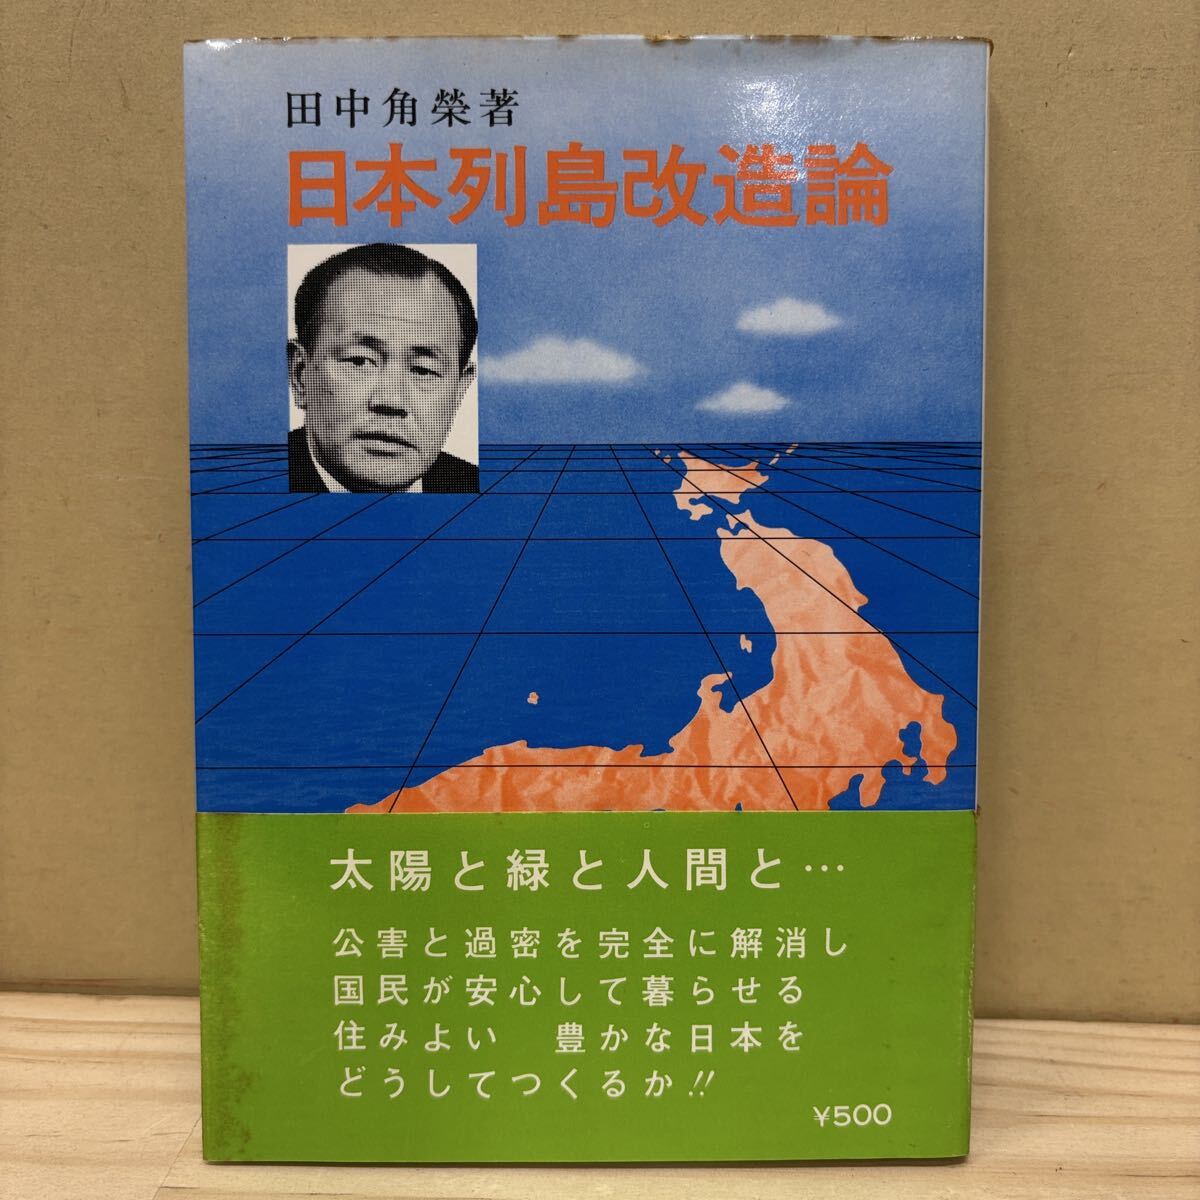 田中角榮著
日本列島改造論
太陽と緑と人間と…
公害と過密を完全に解消し
国民が安心して暮らせる
住みよい　豊かな日本を
どうしてつくるか!!
¥500